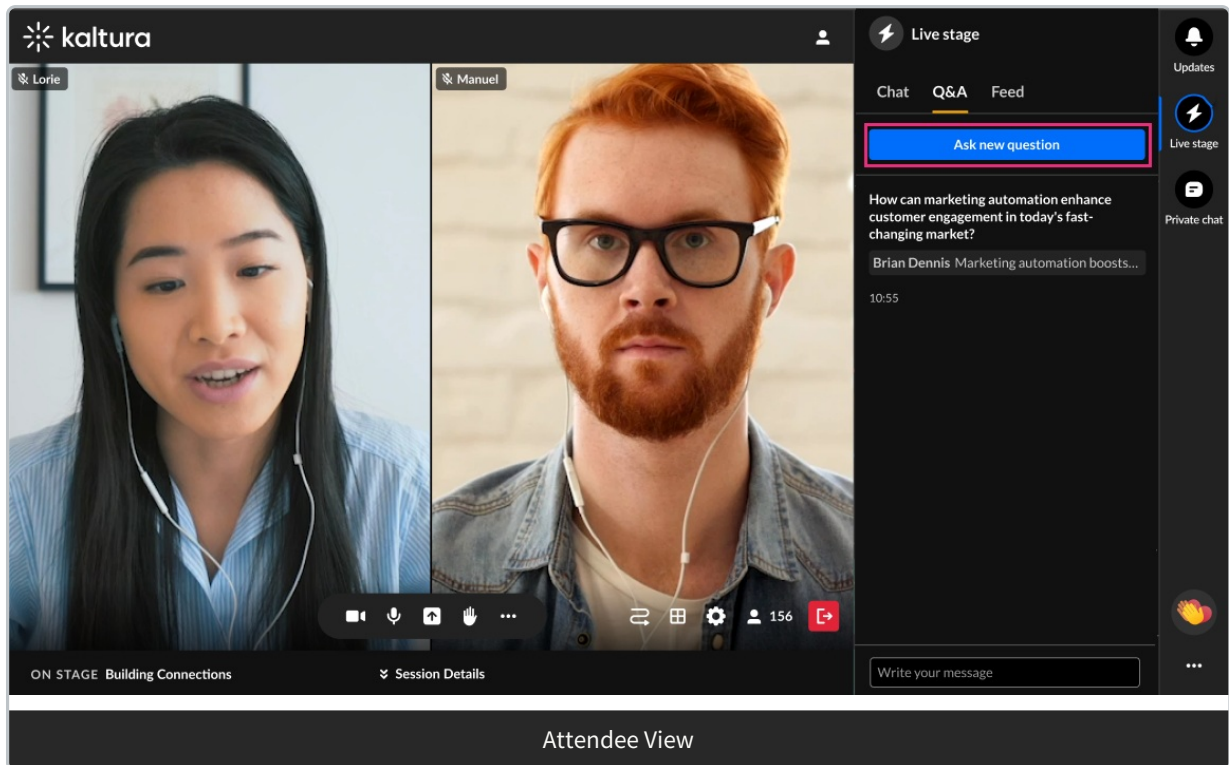 kaltura
Lorie
Manuel
156
ON STAGE Building Connections
Session Details
Live stage
Chat Q&A Feed
Ask new question
How can marketing automation enhance
customer engagement in today's fast-
changing market?
Brian Dennis Marketing automation boosts...
10:55
Write your message
Updates
Live stage
Private chat
Attendee View